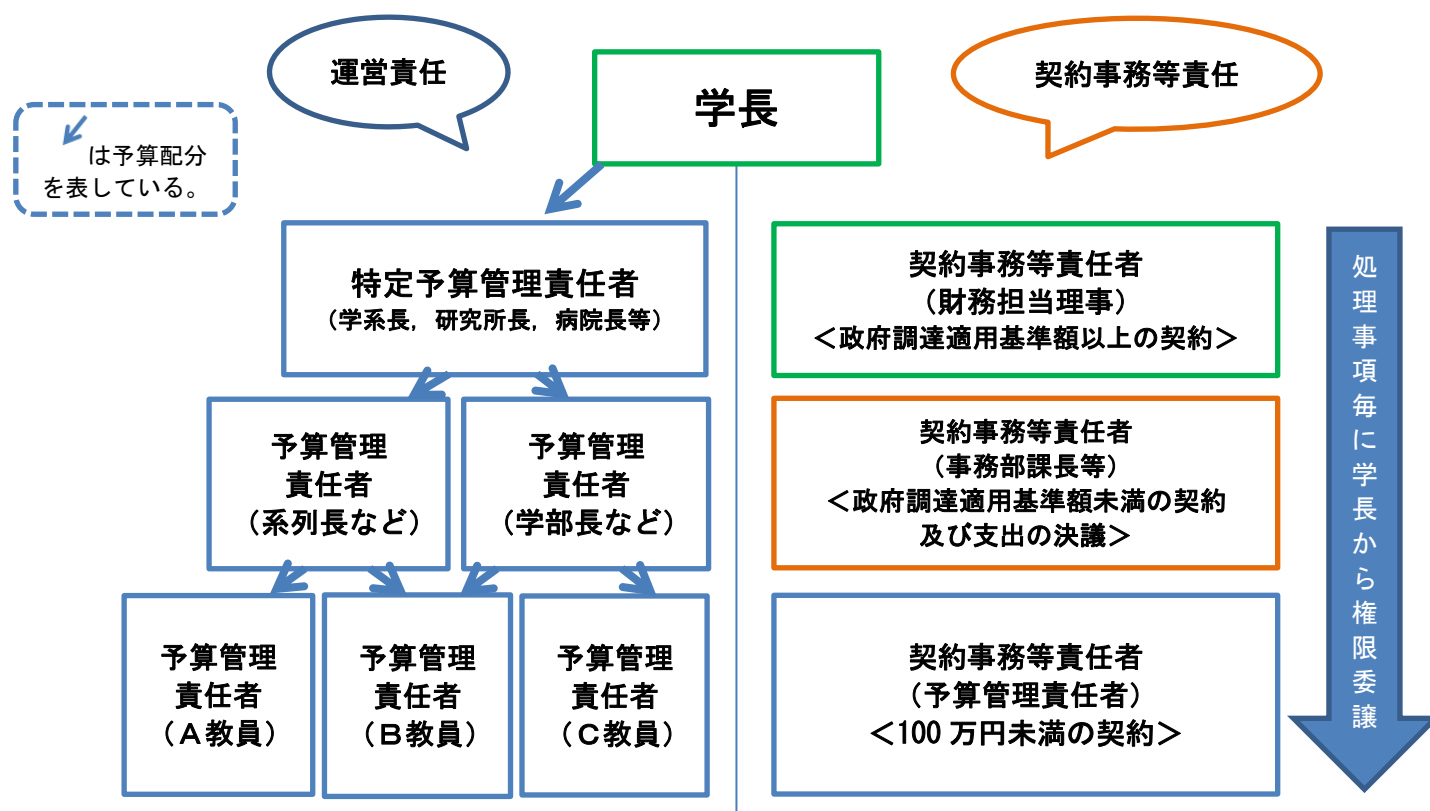 運営責任
学長
契約事務等責任
は予算配分
を表している。
特定予算管理責任者
（学系長，研究所長，病院長等）
予算管理
責任者
（系列長など）
予算管理
責任者
（学部長など）
予算管理
責任者
（Ａ教員）
予算管理
責任者
（Ｂ教員）
予算管理
責任者
（Ｃ教員）
契約事務等責任者
（財務担当理事）
＜政府調達適用基準額以上の契約＞
契約事務等責任者
（事務部課長等）
＜政府調達適用基準額未満の契約
及び支出の決議＞
契約事務等責任者
（予算管理責任者）
＜100 万円未満の契約＞
処理事項毎に学長から権限委譲